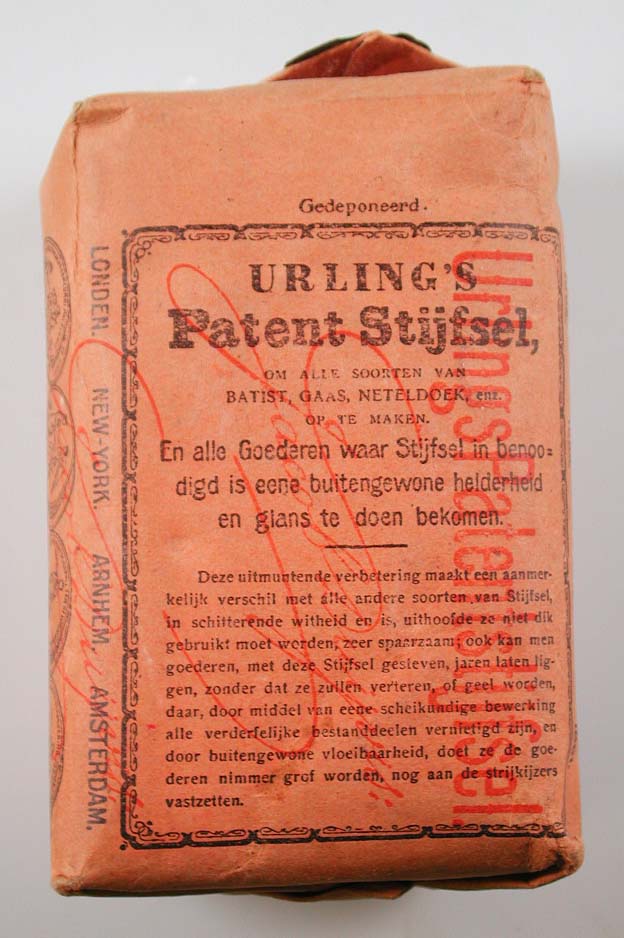 Gedeponeerd.
URLING'S
Patent Stijfsel,
OM ALLE SOORTEN VAN
BATIST, GAAS, NETELDOEK, enz.
OP TE MAKEN.
En alle Goederen waar Stijfsel in benoo=
digd is eene buitengewone helderheid
en glans te doen bekomen.
Deze uitmuntende verbetering maakt een aanmer-
kelijk verschil met alle andere soorten van Stijfsel,
in schitterende witheid en is, uithoofde ze niet dik
gebruikt moet worden, zeer spaarzaam; ook kan men
goederen, met deze Stijfsel gesteven, jaren laten lig-
gen, zonder dat ze zullen verteren, of geel worden,
daar, door middel van eene scheikundige bewerking
alle verderfelijke bestanddeelen vernietigd zijn, en
door buitengewone vloeibaarheid, doet ze de goe-
deren nimmer grof worden, nog aan de strijkijzers
vastzetten.
LONDEN. NEW-YORK. ARNHEM. AMSTERDAM.
Urlings Patent Stijfsel.